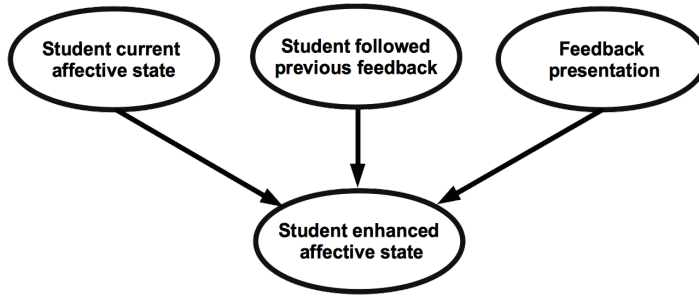 Student current
affective state
Student followed
previous feedback
Feedback
presentation
Student enhanced
affective state